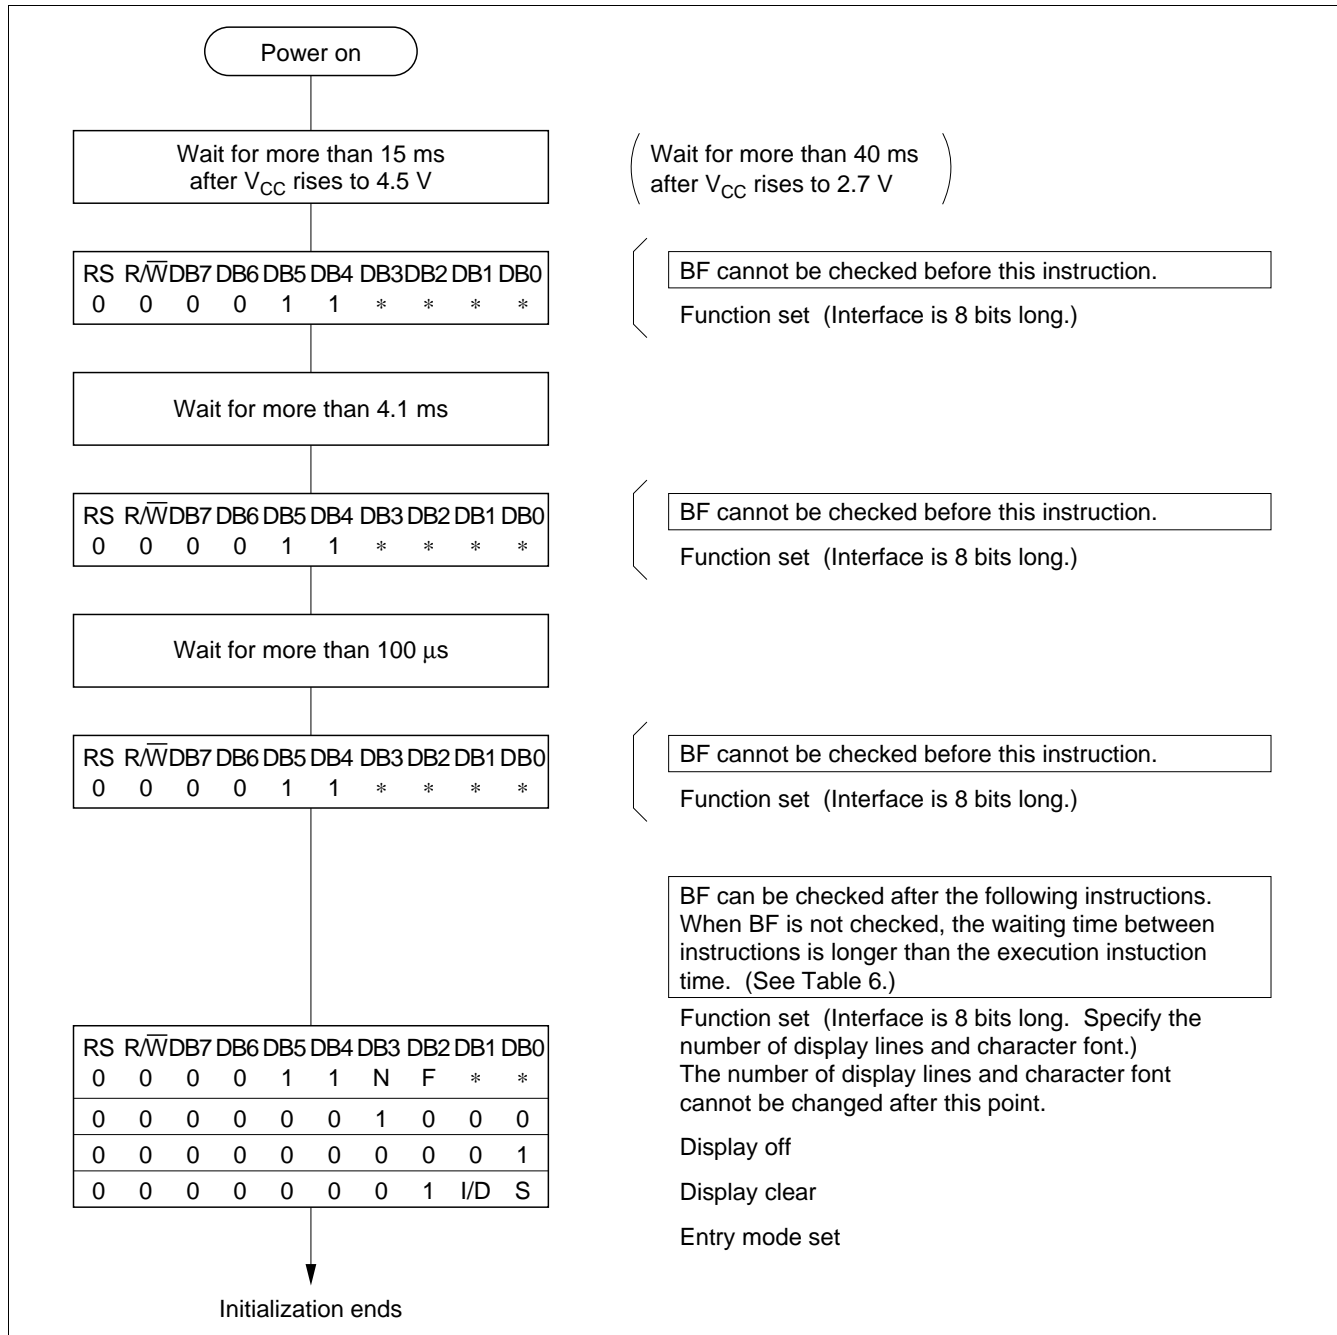 Power on
Wait for more than 15 ms
after VCC rises to 4.5 V
Wait for more than 40 ms
after VCC rises to 2.7 V
RS R/W̅ DB7 DB6 DB5 DB4 DB3 DB2 DB1 DB0
0 0 0 0 1 1 * * * *
BF cannot be checked before this instruction.
Function set (Interface is 8 bits long.)
Wait for more than 4.1 ms
RS R/W̅ DB7 DB6 DB5 DB4 DB3 DB2 DB1 DB0
0 0 0 0 1 1 * * * *
BF cannot be checked before this instruction.
Function set (Interface is 8 bits long.)
Wait for more than 100 µs
RS R/W̅ DB7 DB6 DB5 DB4 DB3 DB2 DB1 DB0
0 0 0 0 1 1 * * * *
BF cannot be checked before this instruction.
Function set (Interface is 8 bits long.)
BF can be checked after the following instructions.
When BF is not checked, the waiting time between
instructions is longer than the execution instuction
time. (See Table 6.)
RS R/W̅ DB7 DB6 DB5 DB4 DB3 DB2 DB1 DB0
0 0 0 0 1 1 N F * *
0 0 0 0 0 0 1 0 0 0
0 0 0 0 0 0 0 0 0 1
0 0 0 0 0 0 0 1 I/D S
Function set (Interface is 8 bits long. Specify the
number of display lines and character font.)
The number of display lines and character font
cannot be changed after this point.
Display off
Display clear
Entry mode set
Initialization ends